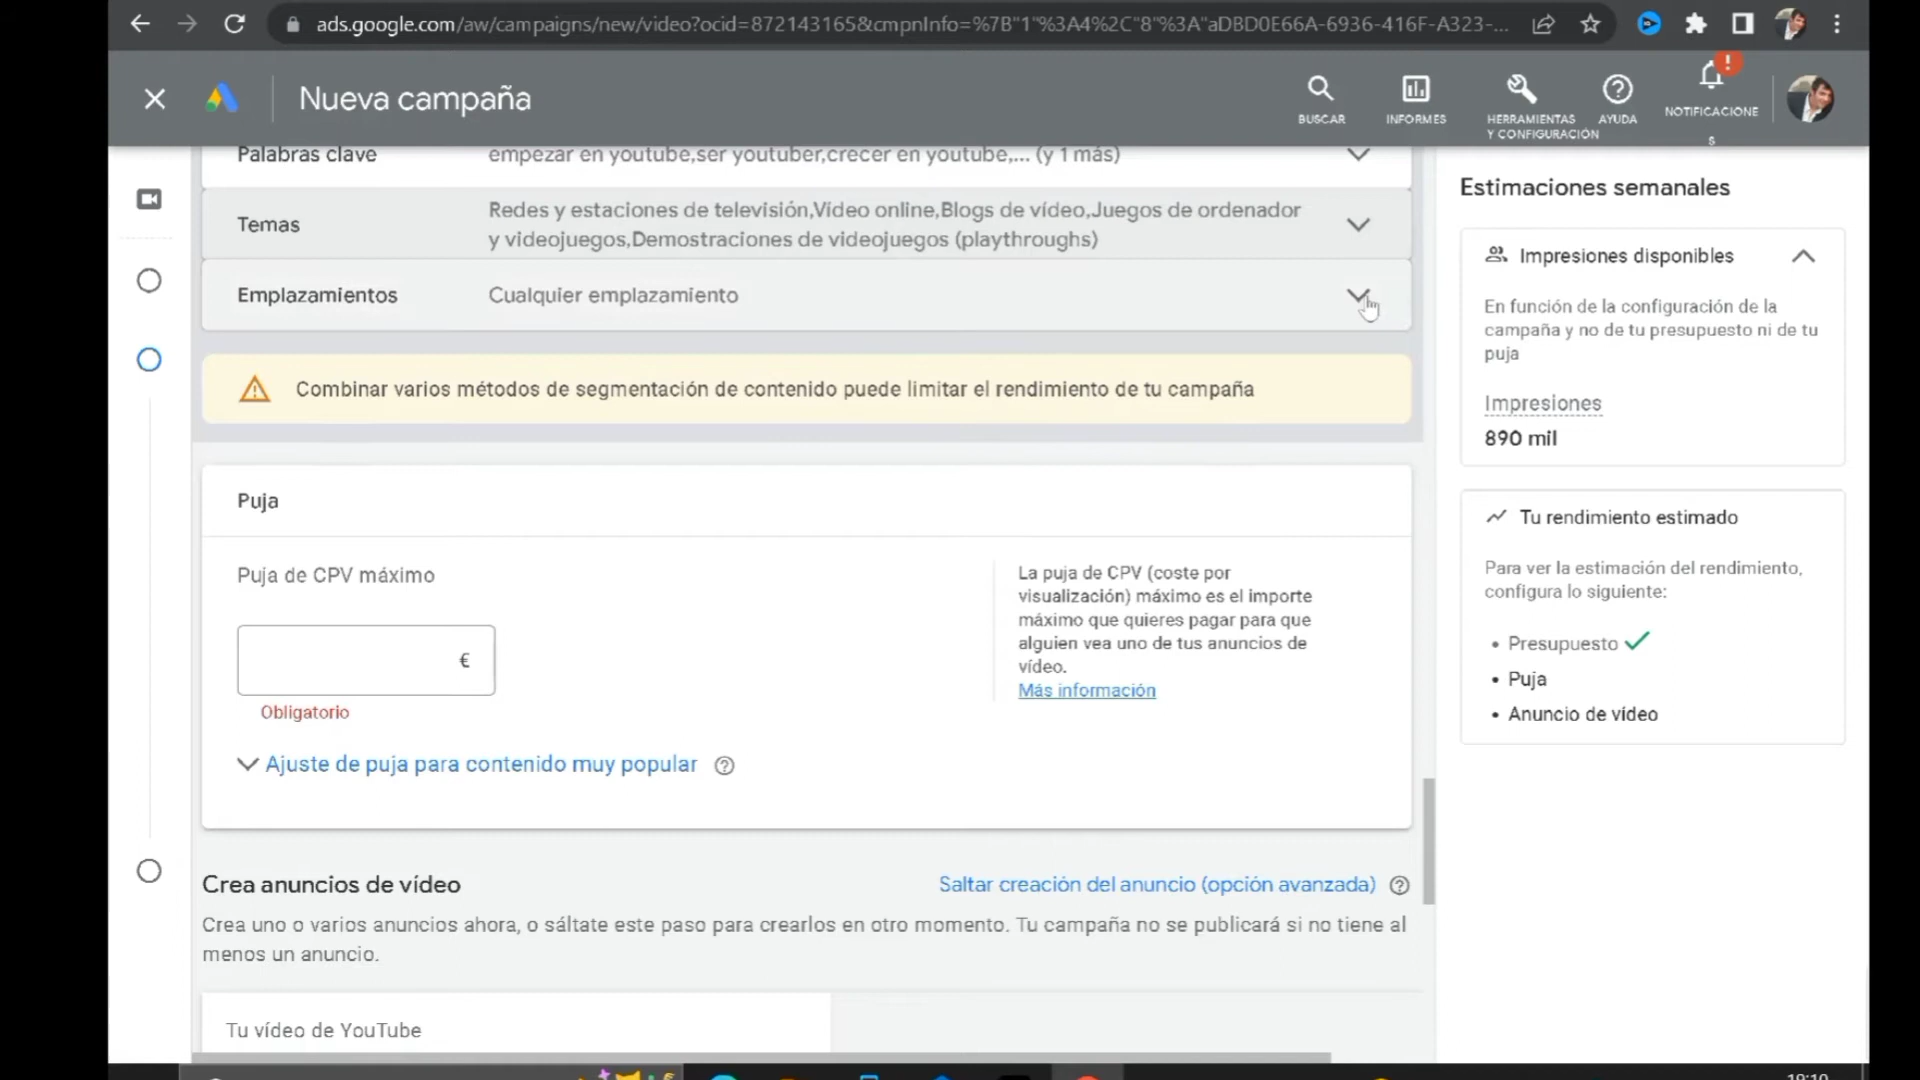 ads.google.com/aw/campaigns/new/video?ocid=872143165&cmpnInfo=%7B"1"%3A4%2C"8"%3A"aDBD0E66A-6936-416F-A323-...
Nueva campaña
BUSCAR
INFORMES
HERRAMIENTAS
Y CONFIGURACIÓN
AYUDA
!
NOTIFICACIONE
S
Palabras clave
empezar en youtube,ser youtuber,crecer en youtube,... (y 1 más)
Temas
Redes y estaciones de televisión,Vídeo online,Blogs de vídeo,Juegos de ordenador
y videojuegos,Demostraciones de videojuegos (playthroughs)
Emplazamientos
Cualquier emplazamiento
Combinar varios métodos de segmentación de contenido puede limitar el rendimiento de tu campaña
Puja
Puja de CPV máximo
€
Obligatorio
La puja de CPV (coste por
visualización) máximo es el importe
máximo que quieres pagar para que
alguien vea uno de tus anuncios de
vídeo.
Más información
Ajuste de puja para contenido muy popular
Crea anuncios de vídeo
Saltar creación del anuncio (opción avanzada)
Crea uno o varios anuncios ahora, o sáltate este paso para crearlos en otro momento. Tu campaña no se publicará si no tiene al
menos un anuncio.
Tu vídeo de YouTube
Estimaciones semanales
Impresiones disponibles
En función de la configuración de la
campaña y no de tu presupuesto ni de tu
puja
Impresiones
890 mil
Tu rendimiento estimado
Para ver la estimación del rendimiento,
configura lo siguiente:
• Presupuesto
• Puja
• Anuncio de vídeo